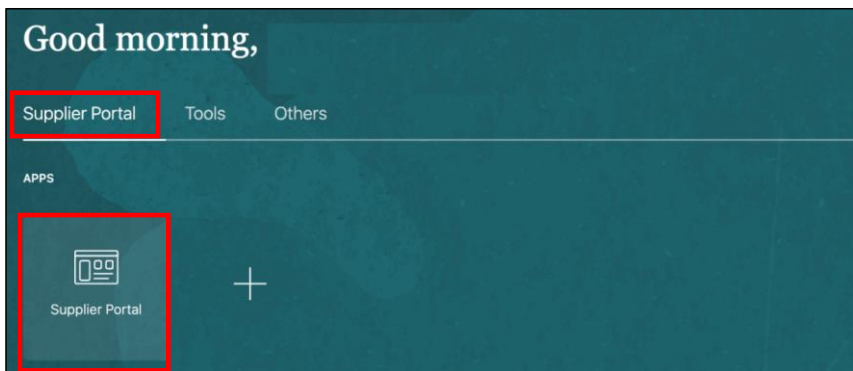 Good morning,
Supplier Portal Tools Others
APPS
Supplier Portal